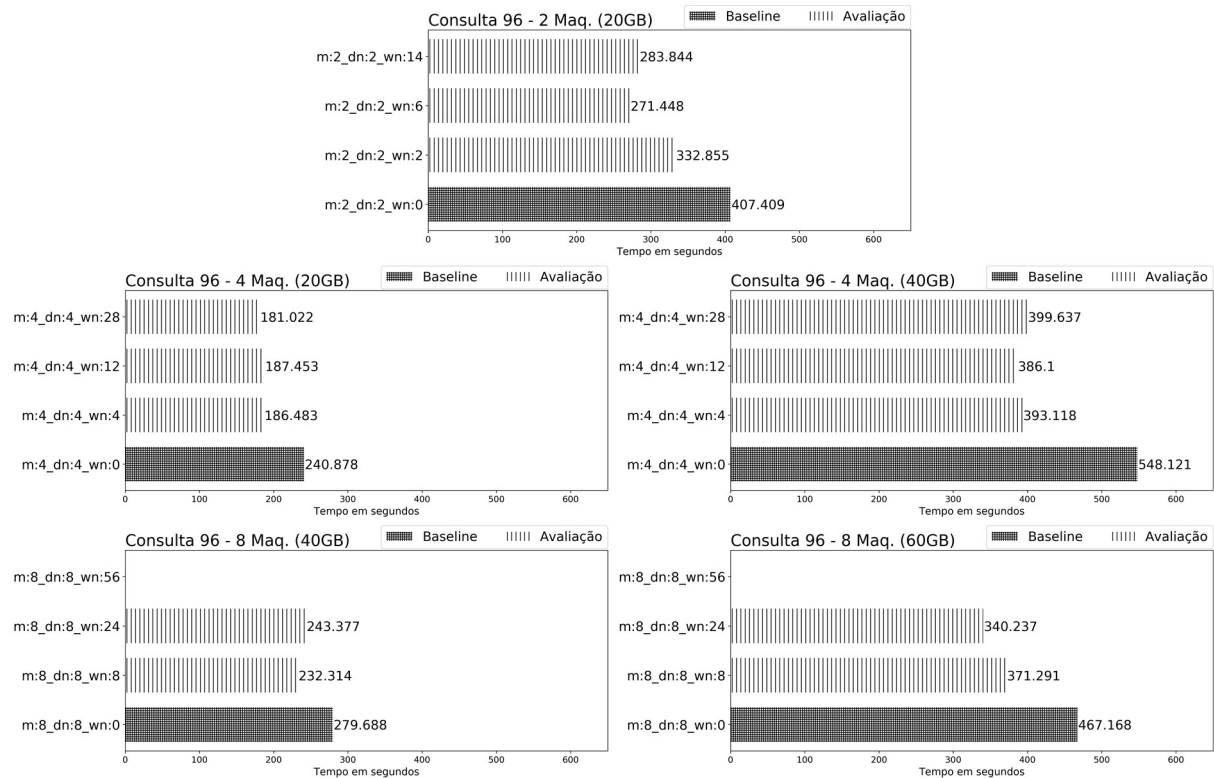 Consulta 96 - 2 Maq. (20GB) Baseline Avaliação
m:2_dn:2_wn:14 283.844
m:2_dn:2_wn:6 271.448
m:2_dn:2_wn:2 332.855
m:2_dn:2_wn:0 407.409
0 100 200 300 400 500 600
Tempo em segundos
Consulta 96 - 4 Maq. (20GB) Baseline Avaliação
m:4_dn:4_wn:28 181.022
m:4_dn:4_wn:12 187.453
m:4_dn:4_wn:4 186.483
m:4_dn:4_wn:0 240.878
0 100 200 300 400 500 600
Tempo em segundos
Consulta 96 - 4 Maq. (40GB) Baseline Avaliação
m:4_dn:4_wn:28 399.637
m:4_dn:4_wn:12 386.1
m:4_dn:4_wn:4 393.118
m:4_dn:4_wn:0 548.121
0 100 200 300 400 500 600
Tempo em segundos
Consulta 96 - 8 Maq. (40GB) Baseline Avaliação
m:8_dn:8_wn:56
m:8_dn:8_wn:24 243.377
m:8_dn:8_wn:8 232.314
m:8_dn:8_wn:0 279.688
0 100 200 300 400 500 600
Tempo em segundos
Consulta 96 - 8 Maq. (60GB) Baseline Avaliação
m:8_dn:8_wn:56
m:8_dn:8_wn:24 340.237
m:8_dn:8_wn:8 371.291
m:8_dn:8_wn:0 467.168
0 100 200 300 400 500 600
Tempo em segundos